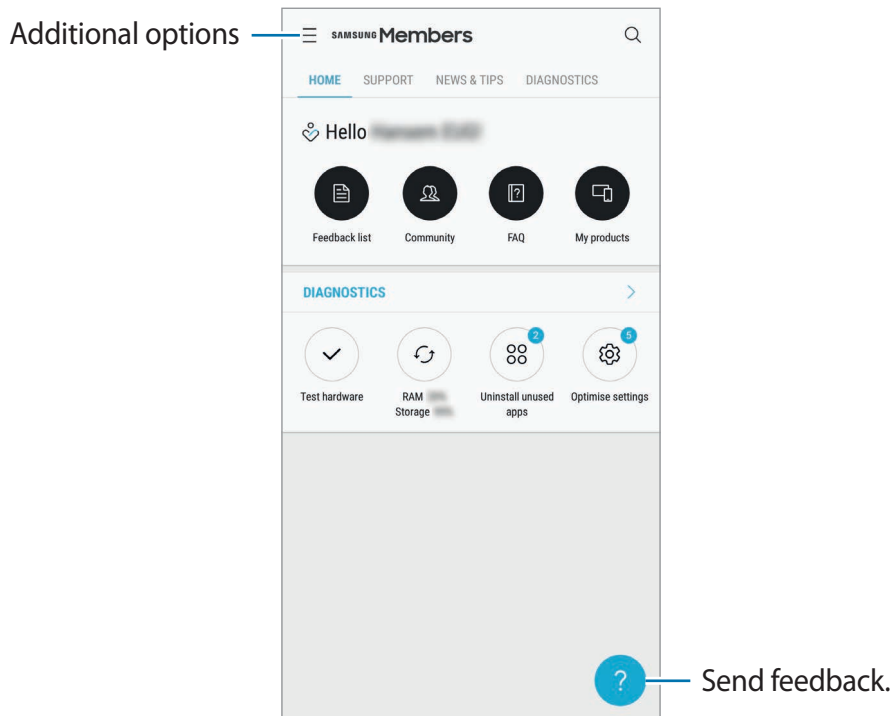 Additional options
SAMSUNG Members
HOME SUPPORT NEWS & TIPS DIAGNOSTICS
Hello
?
Feedback list Community FAQ My products
DIAGNOSTICS
2 5
Test hardware RAM Uninstall unused Optimise settings
Storage apps
? Send feedback.